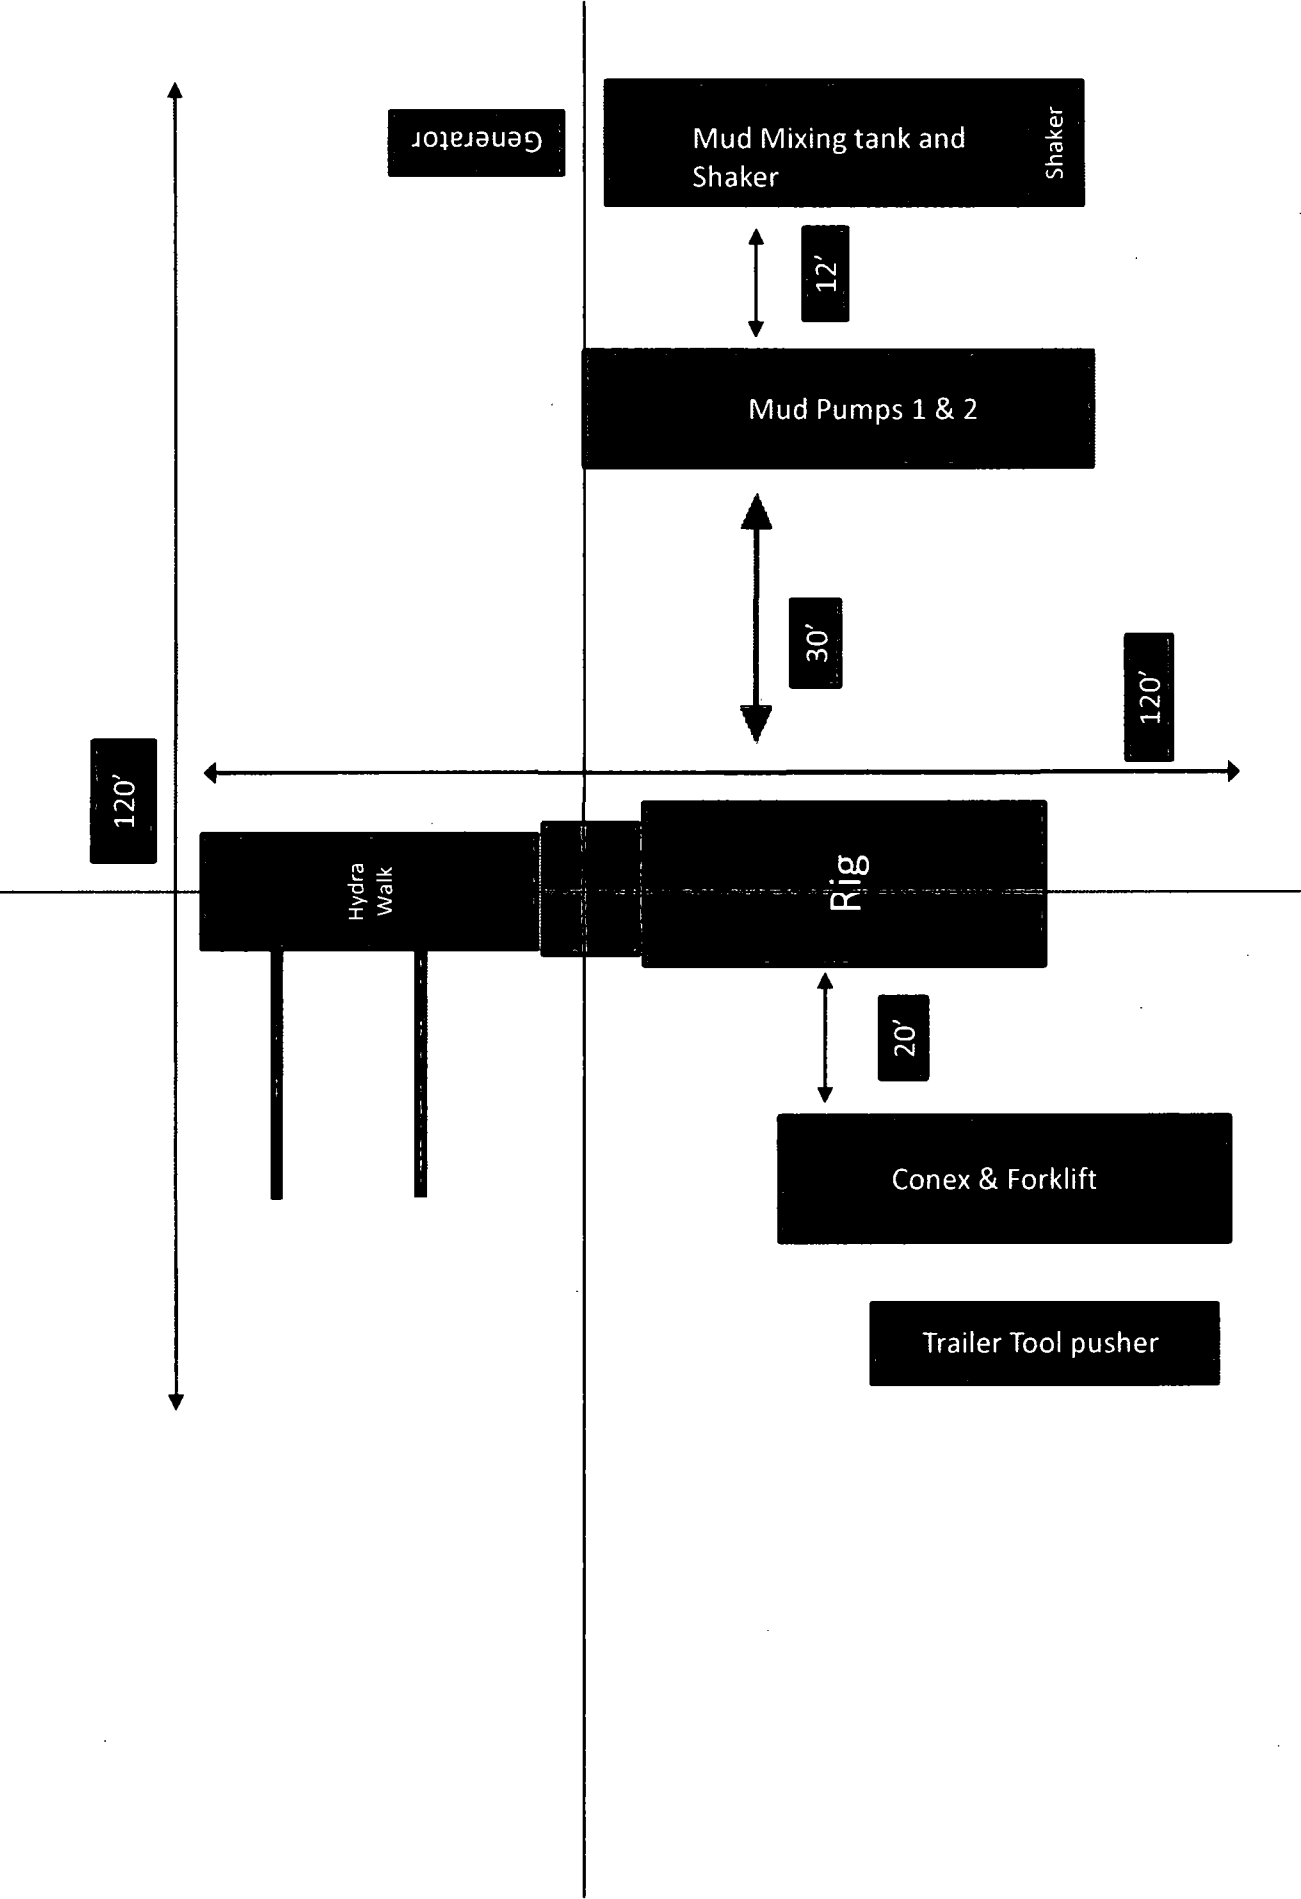 Generator
Mud Mixing tank and
Shaker
Shaker
12'
Mud Pumps 1 & 2
30'
120'
120'
Hydra
Walk
Rig
20'
Conex & Forklift
Trailer Tool pusher